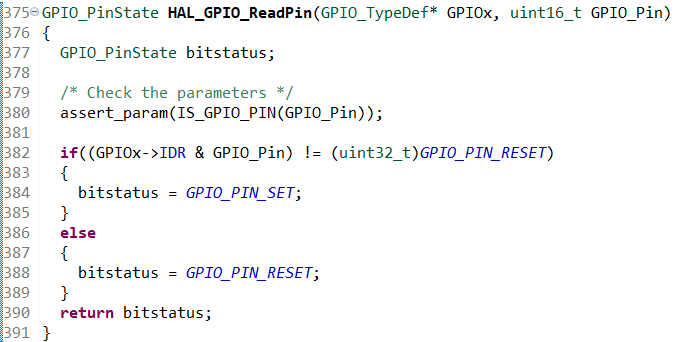 375 GPIO_PinState HAL_GPIO_ReadPin(GPIO_TypeDef* GPIOx, uint16_t GPIO_Pin)
376 {
377   GPIO_PinState bitstatus;
378
379   /* Check the parameters */
380   assert_param(IS_GPIO_PIN(GPIO_Pin));
381
382   if((GPIOx->IDR & GPIO_Pin) != (uint32_t)GPIO_PIN_RESET)
383   {
384     bitstatus = GPIO_PIN_SET;
385   }
386   else
387   {
388     bitstatus = GPIO_PIN_RESET;
389   }
390   return bitstatus;
391 }